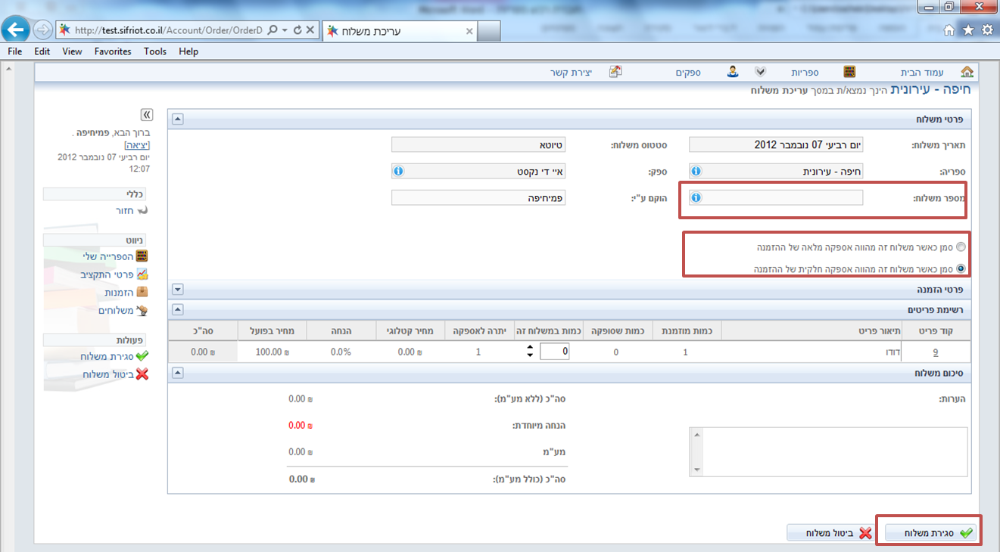 http://test.sifriot.co.il/Account/Order/OrderD
עריכת משלוח
File Edit View Favorites Tools Help
עמוד הבית ספריות ספקים יצירת קשר
חיפה - עירונית הינך נמצא/ת במסך עריכת משלוח
פרטי משלוח
תאריך משלוח: יום רביעי 07 נובמבר 2012 סטטוס משלוח: טיוטא
ספריה: חיפה - עירונית ספק: איי די נקסט
מספר משלוח: הוקם ע"י: פמיחיפה
סמן כאשר משלוח זה מהווה אספקה מלאה של ההזמנה
סמן כאשר משלוח זה מהווה אספקה חלקית של ההזמנה
פרטי הזמנה
רשימת פריטים
קוד פריט תיאור פריט כמות מוזמנת כמות שסופקה כמות במשלוח זה יתרה לאספקה מחיר קטלוגי הנחה מחיר בפועל סה"כ
9 דודו 1 0 0 1 0.00 ₪ 0.0% 100.00 ₪ 0.00 ₪
סיכום משלוח
הערות: סה"כ (ללא מע"מ): 0.00 ₪
הנחה מיוחדת: 0.00 ₪
מע"מ 0.00 ₪
סה"כ (כולל מע"מ): 0.00 ₪
סגירת משלוח ביטול משלוח
ברוך הבא, פמיחיפה .
[יציאה]
יום רביעי 07 נובמבר 2012
12:07
כללי
חזור
ניווט
הספרייה שלי
פרטי התקציב
הזמנות
משלוחים
פעולות
סגירת משלוח
ביטול משלוח